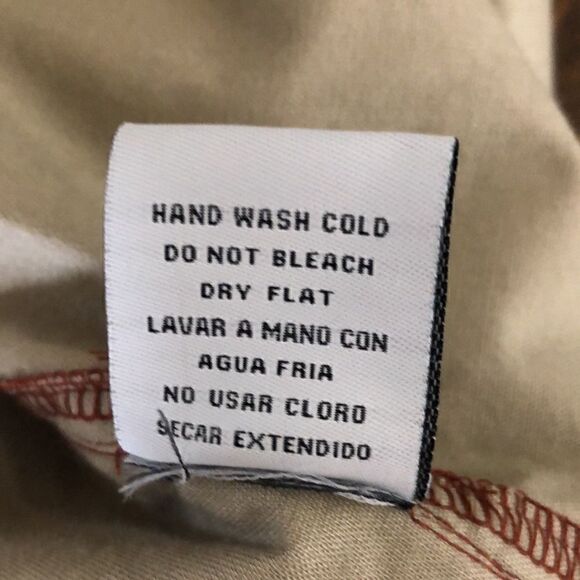 HAND WASH COLD
DO NOT BLEACH
DRY FLAT
LAVAR A MANO CON
AGUA FRIA
NO USAR CLORO
SECAR EXTENDIDO